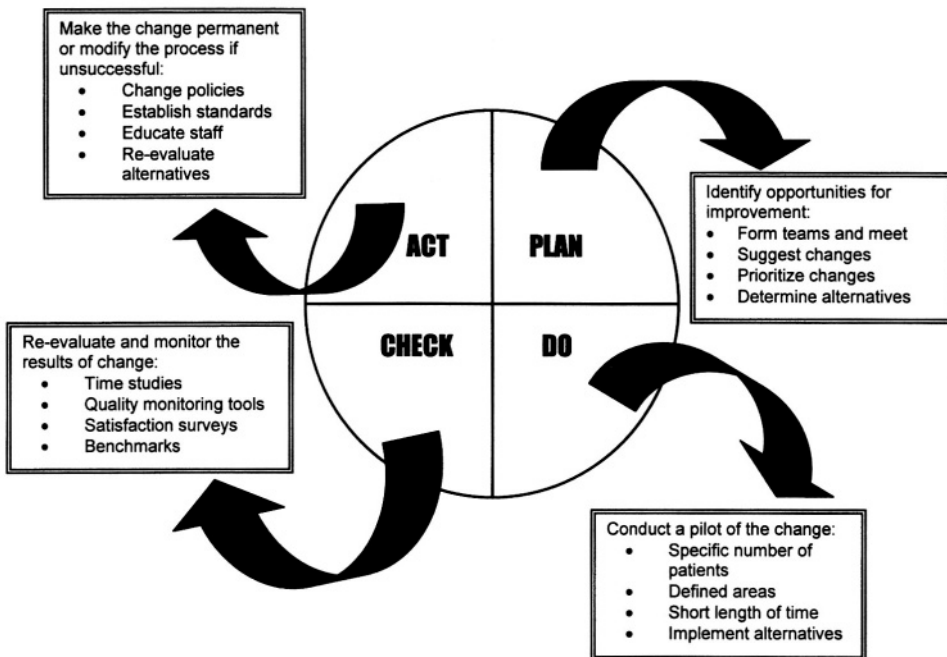 Make the change permanent
or modify the process if
unsuccessful:
• Change policies
• Establish standards
• Educate staff
• Re-evaluate
alternatives
ACT
PLAN
Identify opportunities for
improvement:
• Form teams and meet
• Suggest changes
• Prioritize changes
• Determine alternatives
CHECK
DO
Re-evaluate and monitor the
results of change:
• Time studies
• Quality monitoring tools
• Satisfaction surveys
• Benchmarks
Conduct a pilot of the change:
• Specific number of
patients
• Defined areas
• Short length of time
• Implement alternatives